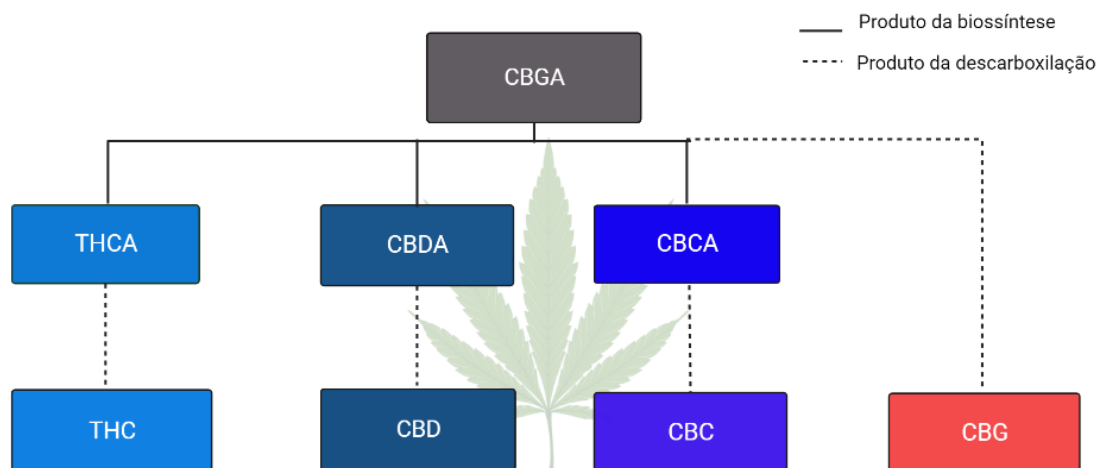 Produto da biossíntese
Produto da descarboxilação
CBGA
THCA
CBDA
CBCA
THC
CBD
CBC
CBG